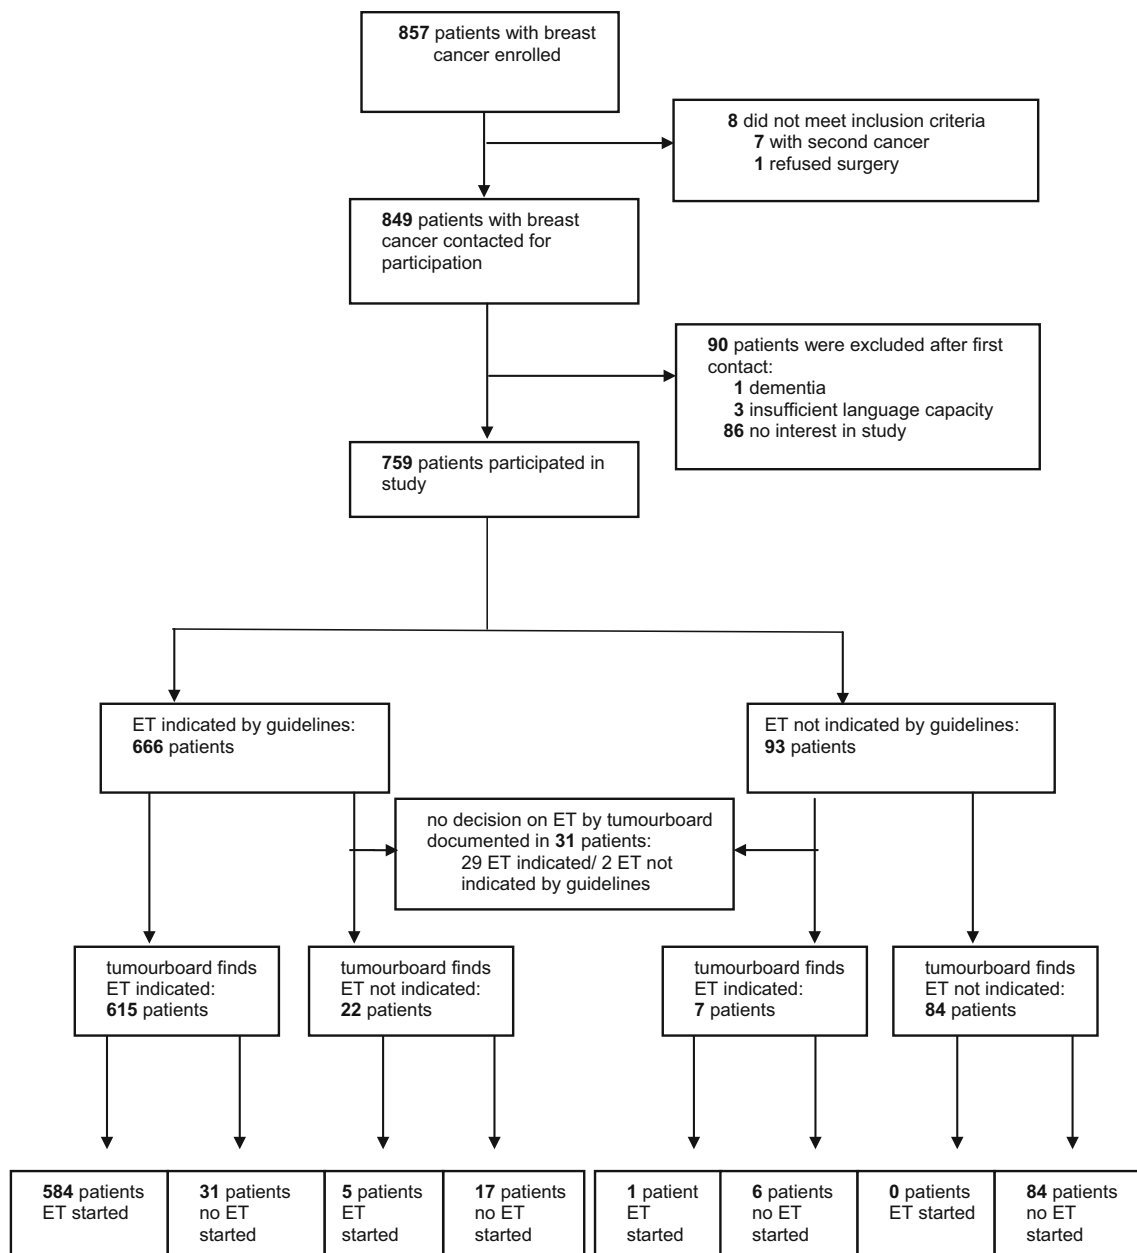 857 patients with breast
cancer enrolled
8 did not meet inclusion criteria
7 with second cancer
1 refused surgery
849 patients with breast
cancer contacted for
participation
90 patients were excluded after first
contact:
1 dementia
3 insufficient language capacity
86 no interest in study
759 patients participated in
study
ET indicated by guidelines:
666 patients
ET not indicated by guidelines:
93 patients
no decision on ET by tumourboard
documented in 31 patients:
29 ET indicated/ 2 ET not
indicated by guidelines
tumourboard finds
ET indicated:
615 patients
tumourboard finds
ET not indicated:
22 patients
tumourboard finds
ET indicated:
7 patients
tumourboard finds
ET not indicated:
84 patients
584 patients
ET started
31 patients
no ET
started
5 patients
ET
started
17 patients
no ET
started
1 patient
ET
started
6 patients
no ET
started
0 patients
ET started
84 patients
no ET
started